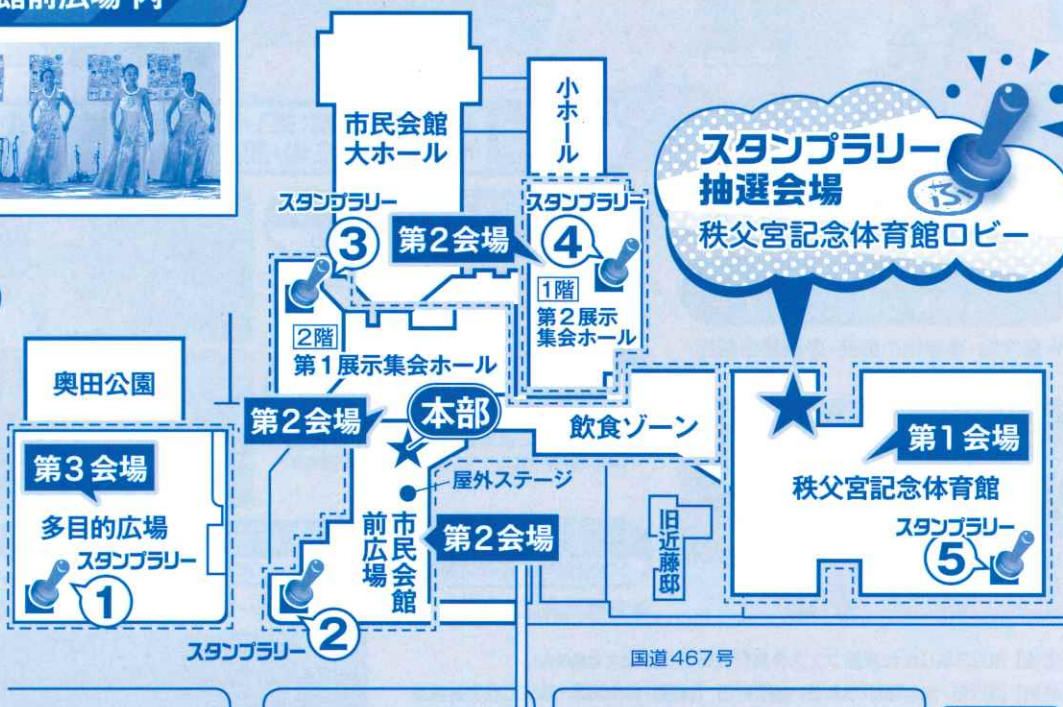 館前広場 内
市民会館
大ホール
小ホール
スタンプラリー
抽選会場
秩父宮記念体育館ロビー
スタンプラリー
3
第2会場
スタンプラリー
4
1階
第2展示
集会ホール
2階
第1展示集会ホール
奥田公園
第2会場
本部
飲食ゾーン
第1会場
秩父宮記念体育館
スタンプラリー
5
第3会場
多目的広場
スタンプラリー
1
屋外ステージ
市民会館
前広場
第2会場
旧近藤邸
スタンプラリー
2
国道467号